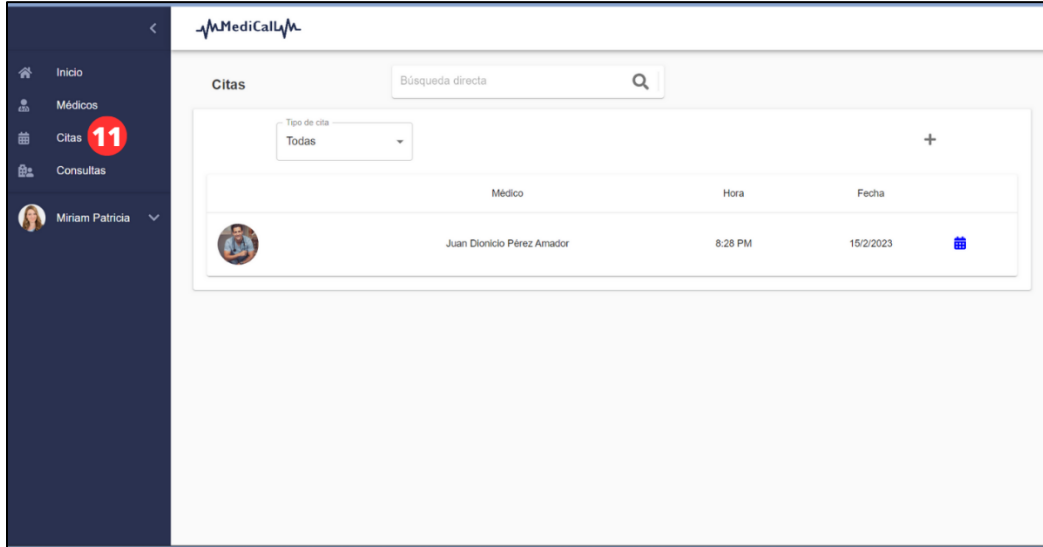 MediCall
Inicio
Médicos
Citas 11
Consultas
Miriam Patricia
Citas
Búsqueda directa
Tipo de cita
Todas
Médico Hora Fecha
Juan Dionicio Pérez Amador 8:28 PM 15/2/2023